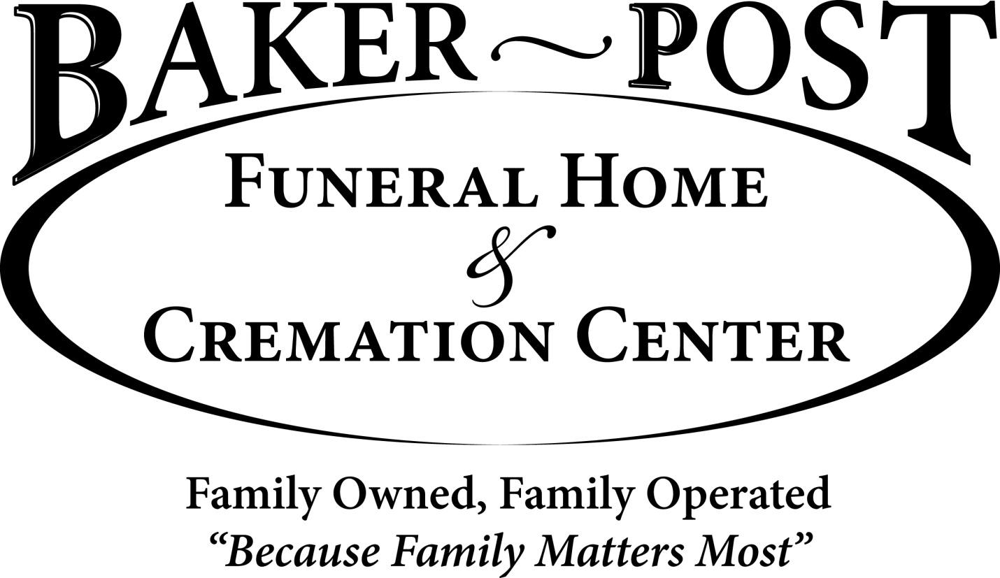 BAKER~POST
FUNERAL HOME
&
CREMATION CENTER
Family Owned, Family Operated
“Because Family Matters Most”